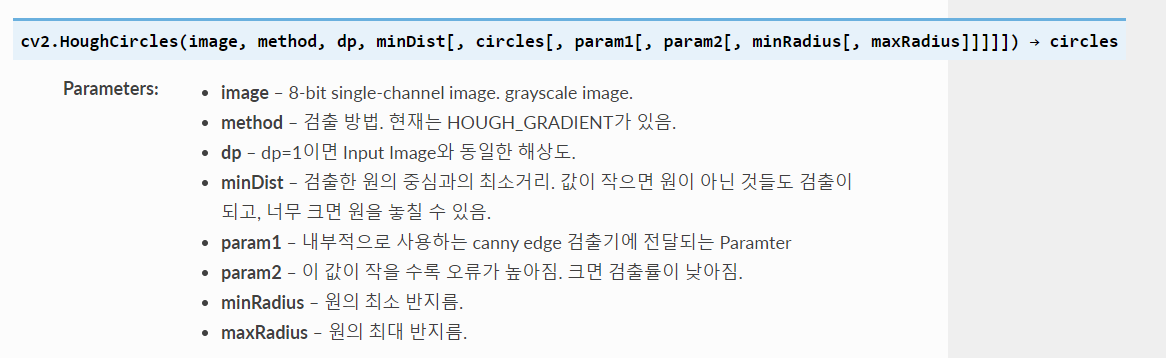 cv2.HoughCircles(image, method, dp, minDist[, circles[, param1[, param2[, minRadius[, maxRadius]]]]]) → circles
Parameters:
• image – 8-bit single-channel image. grayscale image.
• method – 검출 방법. 현재는 HOUGH_GRADIENT가 있음.
• dp – dp=1이면 Input Image와 동일한 해상도.
• minDist – 검출한 원의 중심과의 최소거리. 값이 작으면 원이 아닌 것들도 검출이
되고, 너무 크면 원을 놓칠 수 있음.
• param1 – 내부적으로 사용하는 canny edge 검출기에 전달되는 Paramter
• param2 – 이 값이 작을 수록 오류가 높아짐. 크면 검출률이 낮아짐.
• minRadius – 원의 최소 반지름.
• maxRadius – 원의 최대 반지름.